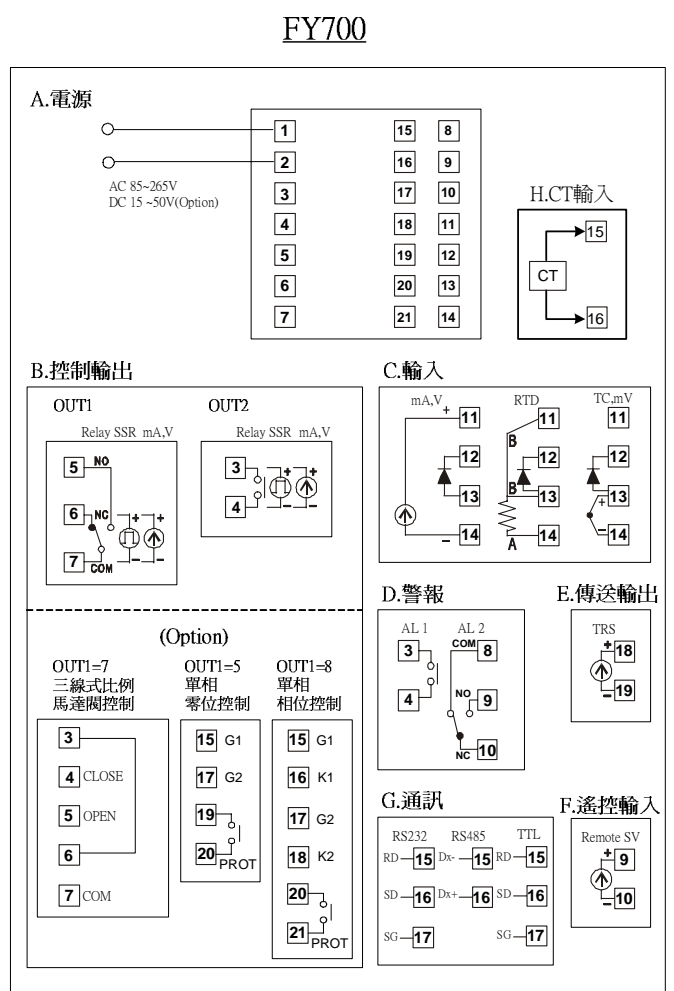 FY700
A.電源
1 15 8
2 16 9
AC 85~265V
DC 15 ~50V(Option)
3 17 10
4 18 11
5 19 12
6 20 13
7 21 14
H.CT輸入
15
CT
16
B.控制輸出
OUT1 OUT2
Relay SSR mA,V
5 NO
6 NC + +
7 COM - -
Relay SSR mA,V
3 + +
4 - -
C.輸入
mA,V RTD TC,mV
+ 11 11 11
B
12 12 12
13 B 13 + 13
- 14 A 14 - 14
(Option)
OUT1=7
三線式比例
馬達閥控制
3
4 CLOSE
5 OPEN
6
7 COM
OUT1=5
單相
零位控制
15 G1
17 G2
19
20 PROT
OUT1=8
單相
相位控制
15 G1
16 K1
17 G2
18 K2
20
21 PROT
D.警報
AL 1 AL 2
3 COM 8
4 NO 9
NC 10
E.傳送輸出
TRS
+ 18
- 19
G.通訊
RS232 RS485 TTL
RD 15 Dx- 15 RD 15
SD 16 Dx+ 16 SD 16
SG 17 SG 17
F.遙控輸入
Remote SV
+ 9
- 10